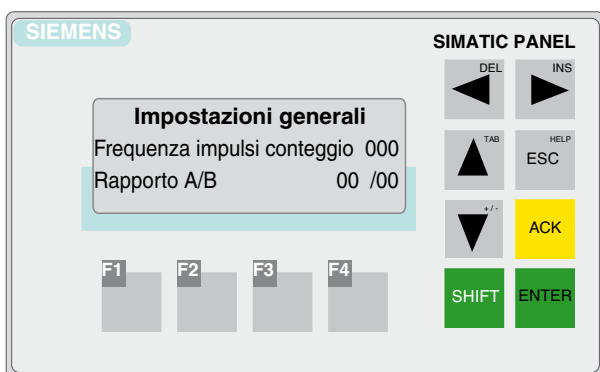 SIEMENS
SIMATIC PANEL
Impostazioni generali
Frequenza impulsi conteggio 000
Rapporto A/B 00 /00
F1 F2 F3 F4
DEL
INS
TAB
HELP
ESC
+/-
ACK
SHIFT
ENTER